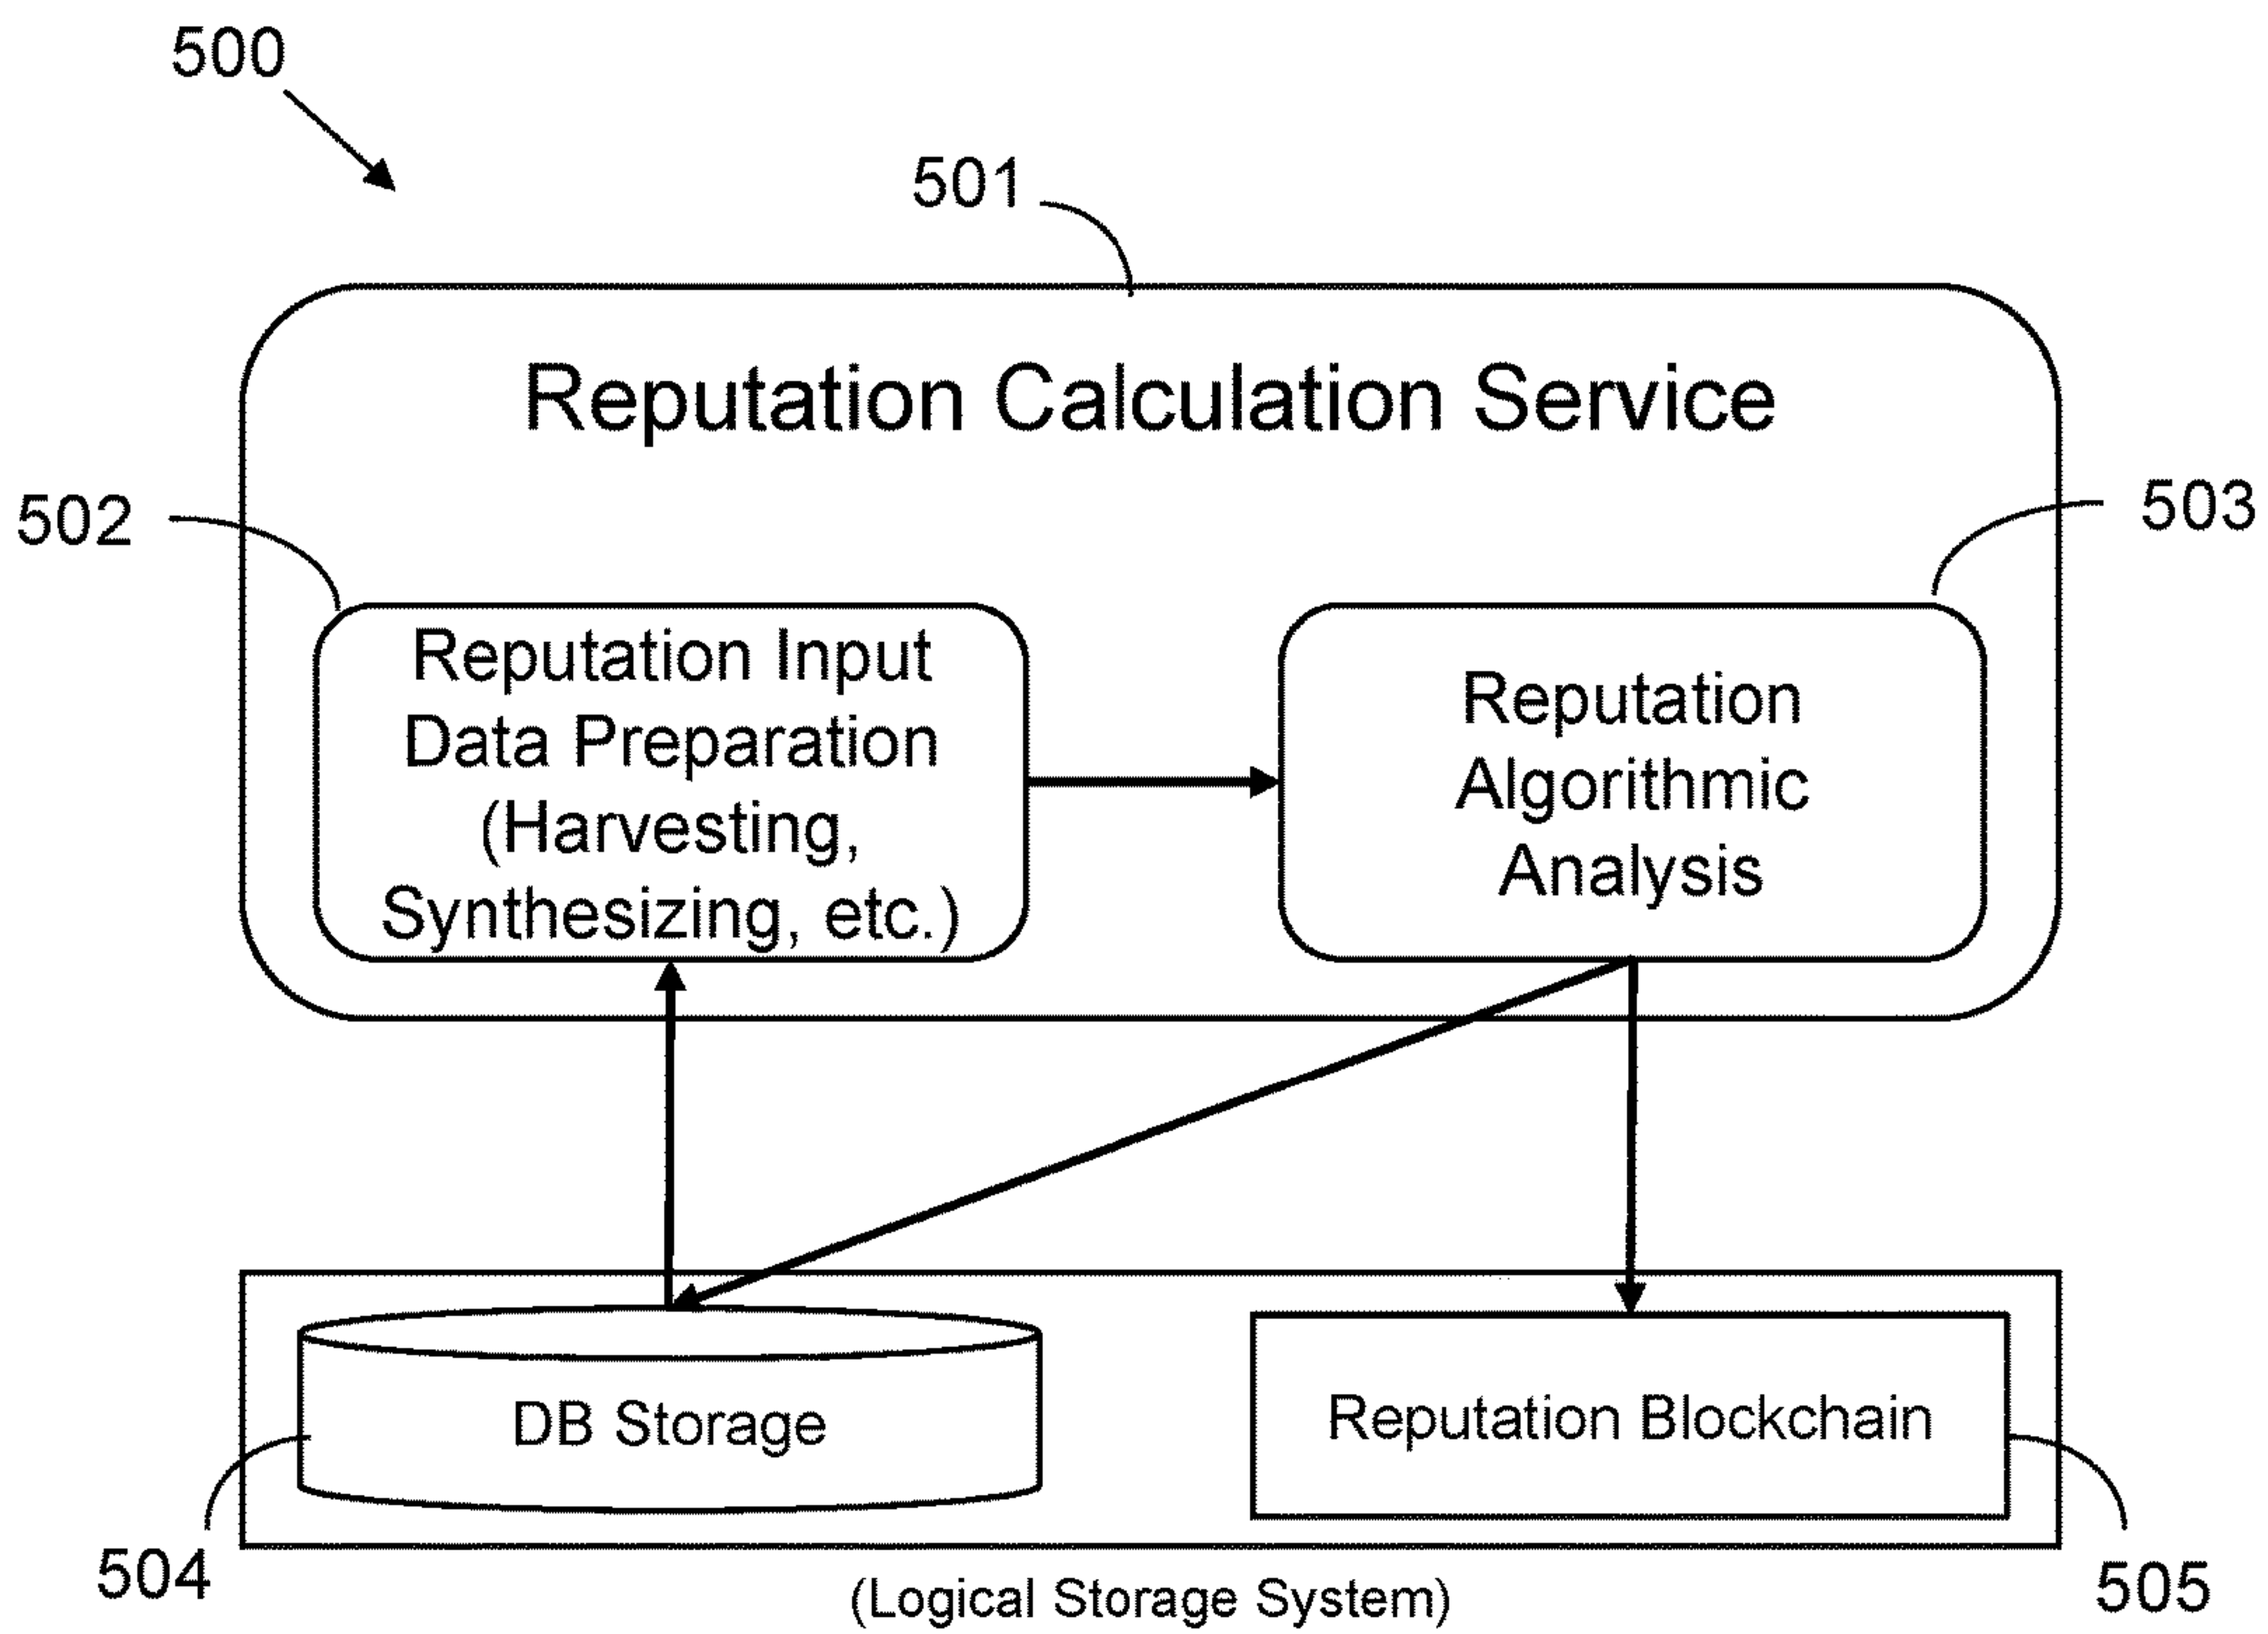 500
501
Reputation Calculation Service
502
503
Reputation Input
Data Preparation
(Harvesting,
Synthesizing, etc.)
Reputation
Algorithmic
Analysis
DB Storage
Reputation Blockchain
504
(Logical Storage System)
505